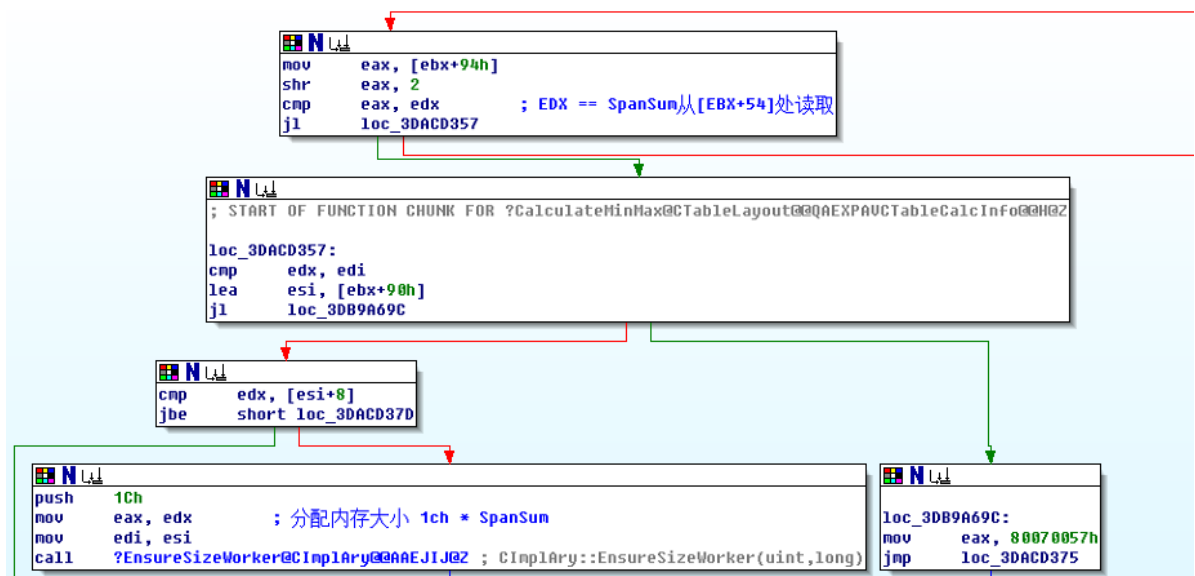 mov     eax, [ebx+94h]
shr     eax, 2
cmp     eax, edx        ; EDX == SpanSum从[EBX+54]处读取
jl      loc_3DACD357
; START OF FUNCTION CHUNK FOR ?CalculateMinMax@CTableLayout@@QAEXPAVCTableCalcInfo@@H@Z
loc_3DACD357:
cmp     edx, edi
lea     esi, [ebx+90h]
jl      loc_3DB9A69C
cmp     edx, [esi+8]
jbe     short loc_3DACD37D
push    1Ch
mov     eax, edx        ; 分配内存大小 1ch * SpanSum
mov     edi, esi
call    ?EnsureSizeWorker@CImplAry@@AAEJIJ@Z ; CImplAry::EnsureSizeWorker(uint,long)
loc_3DB9A69C:
mov     eax, 80070057h
jmp     loc_3DACD375